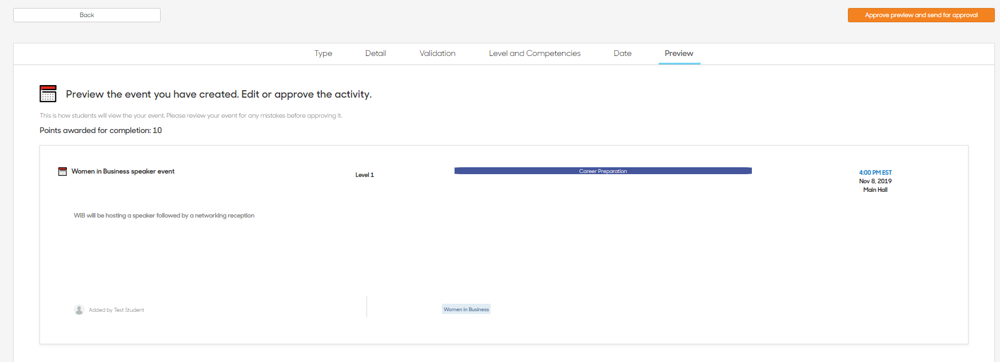 Back
Approve preview and send for approval
Type Detail Validation Level and Competencies Date Preview
Preview the event you have created. Edit or approve the activity.
This is how students will view the your event. Please review your event for any mistakes before approving it.
Points awarded for completion: 10
Women in Business speaker event
Level 1
Career Preparation
4:00 PM EST
Nov 8, 2019
Main Hall
WIB will be hosting a speaker followed by a networking reception
Added by Test Student
Women in Business